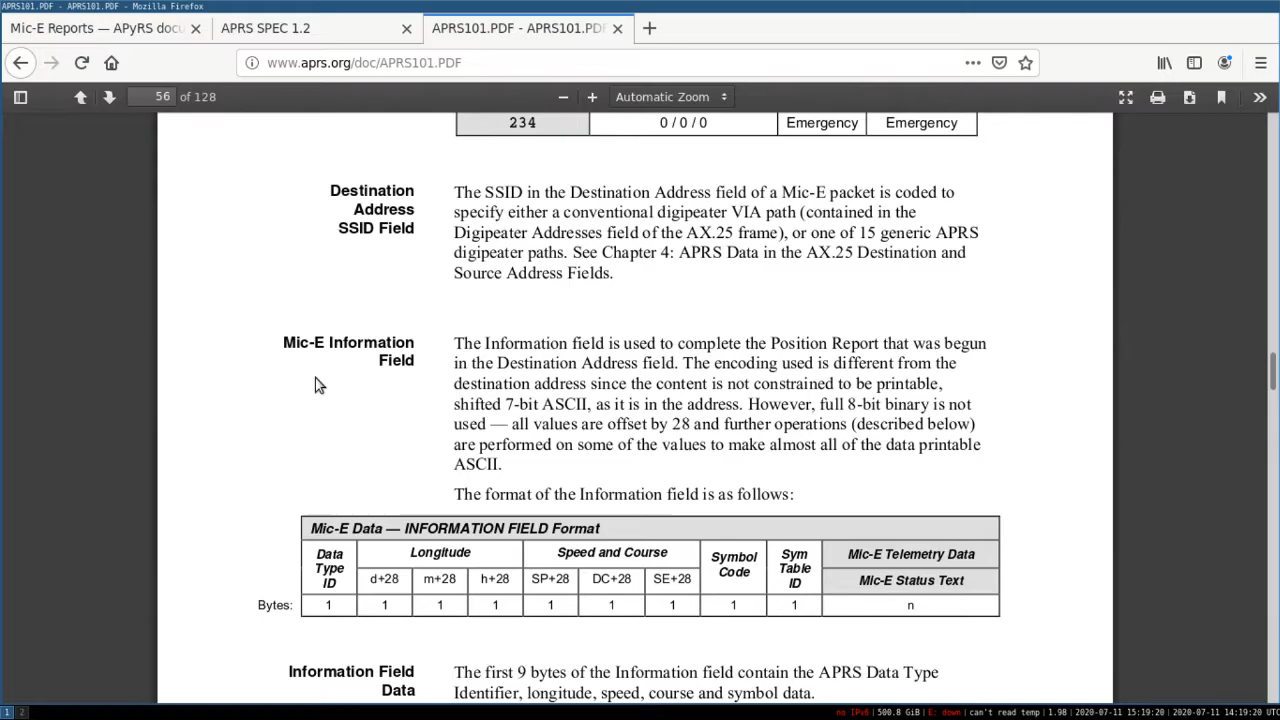 APRS101.PDF - APRS101.PDF - Mozilla Firefox
Mic-E Reports — APyRS docu
APRS SPEC 1.2
APRS101.PDF - APRS101.PDF
www.aprs.org/doc/APRS101.PDF
56 of 128
Automatic Zoom
234 0 / 0 / 0 Emergency Emergency
Destination
Address
SSID Field
The SSID in the Destination Address field of a Mic-E packet is coded to
specify either a conventional digipeater VIA path (contained in the
Digipeater Addresses field of the AX.25 frame), or one of 15 generic APRS
digipeater paths. See Chapter 4: APRS Data in the AX.25 Destination and
Source Address Fields.
Mic-E Information
Field
The Information field is used to complete the Position Report that was begun
in the Destination Address field. The encoding used is different from the
destination address since the content is not constrained to be printable,
shifted 7-bit ASCII, as it is in the address. However, full 8-bit binary is not
used — all values are offset by 28 and further operations (described below)
are performed on some of the values to make almost all of the data printable
ASCII.
The format of the Information field is as follows:
Mic-E Data — INFORMATION FIELD Format
Data
Type
ID
Longitude
d+28 m+28 h+28
Speed and Course
SP+28 DC+28 SE+28
Symbol
Code
Sym
Table
ID
Mic-E Telemetry Data
Mic-E Status Text
Bytes: 1 1 1 1 1 1 1 1 1 n
Information Field
Data
The first 9 bytes of the Information field contain the APRS Data Type
Identifier, longitude, speed, course and symbol data.
1 2 no IPv6 | 500.8 GiB | E: down | can't read temp | 1.98 | 2020-07-11 15:19:20 | 2020-07-11 14:19:20 UTC